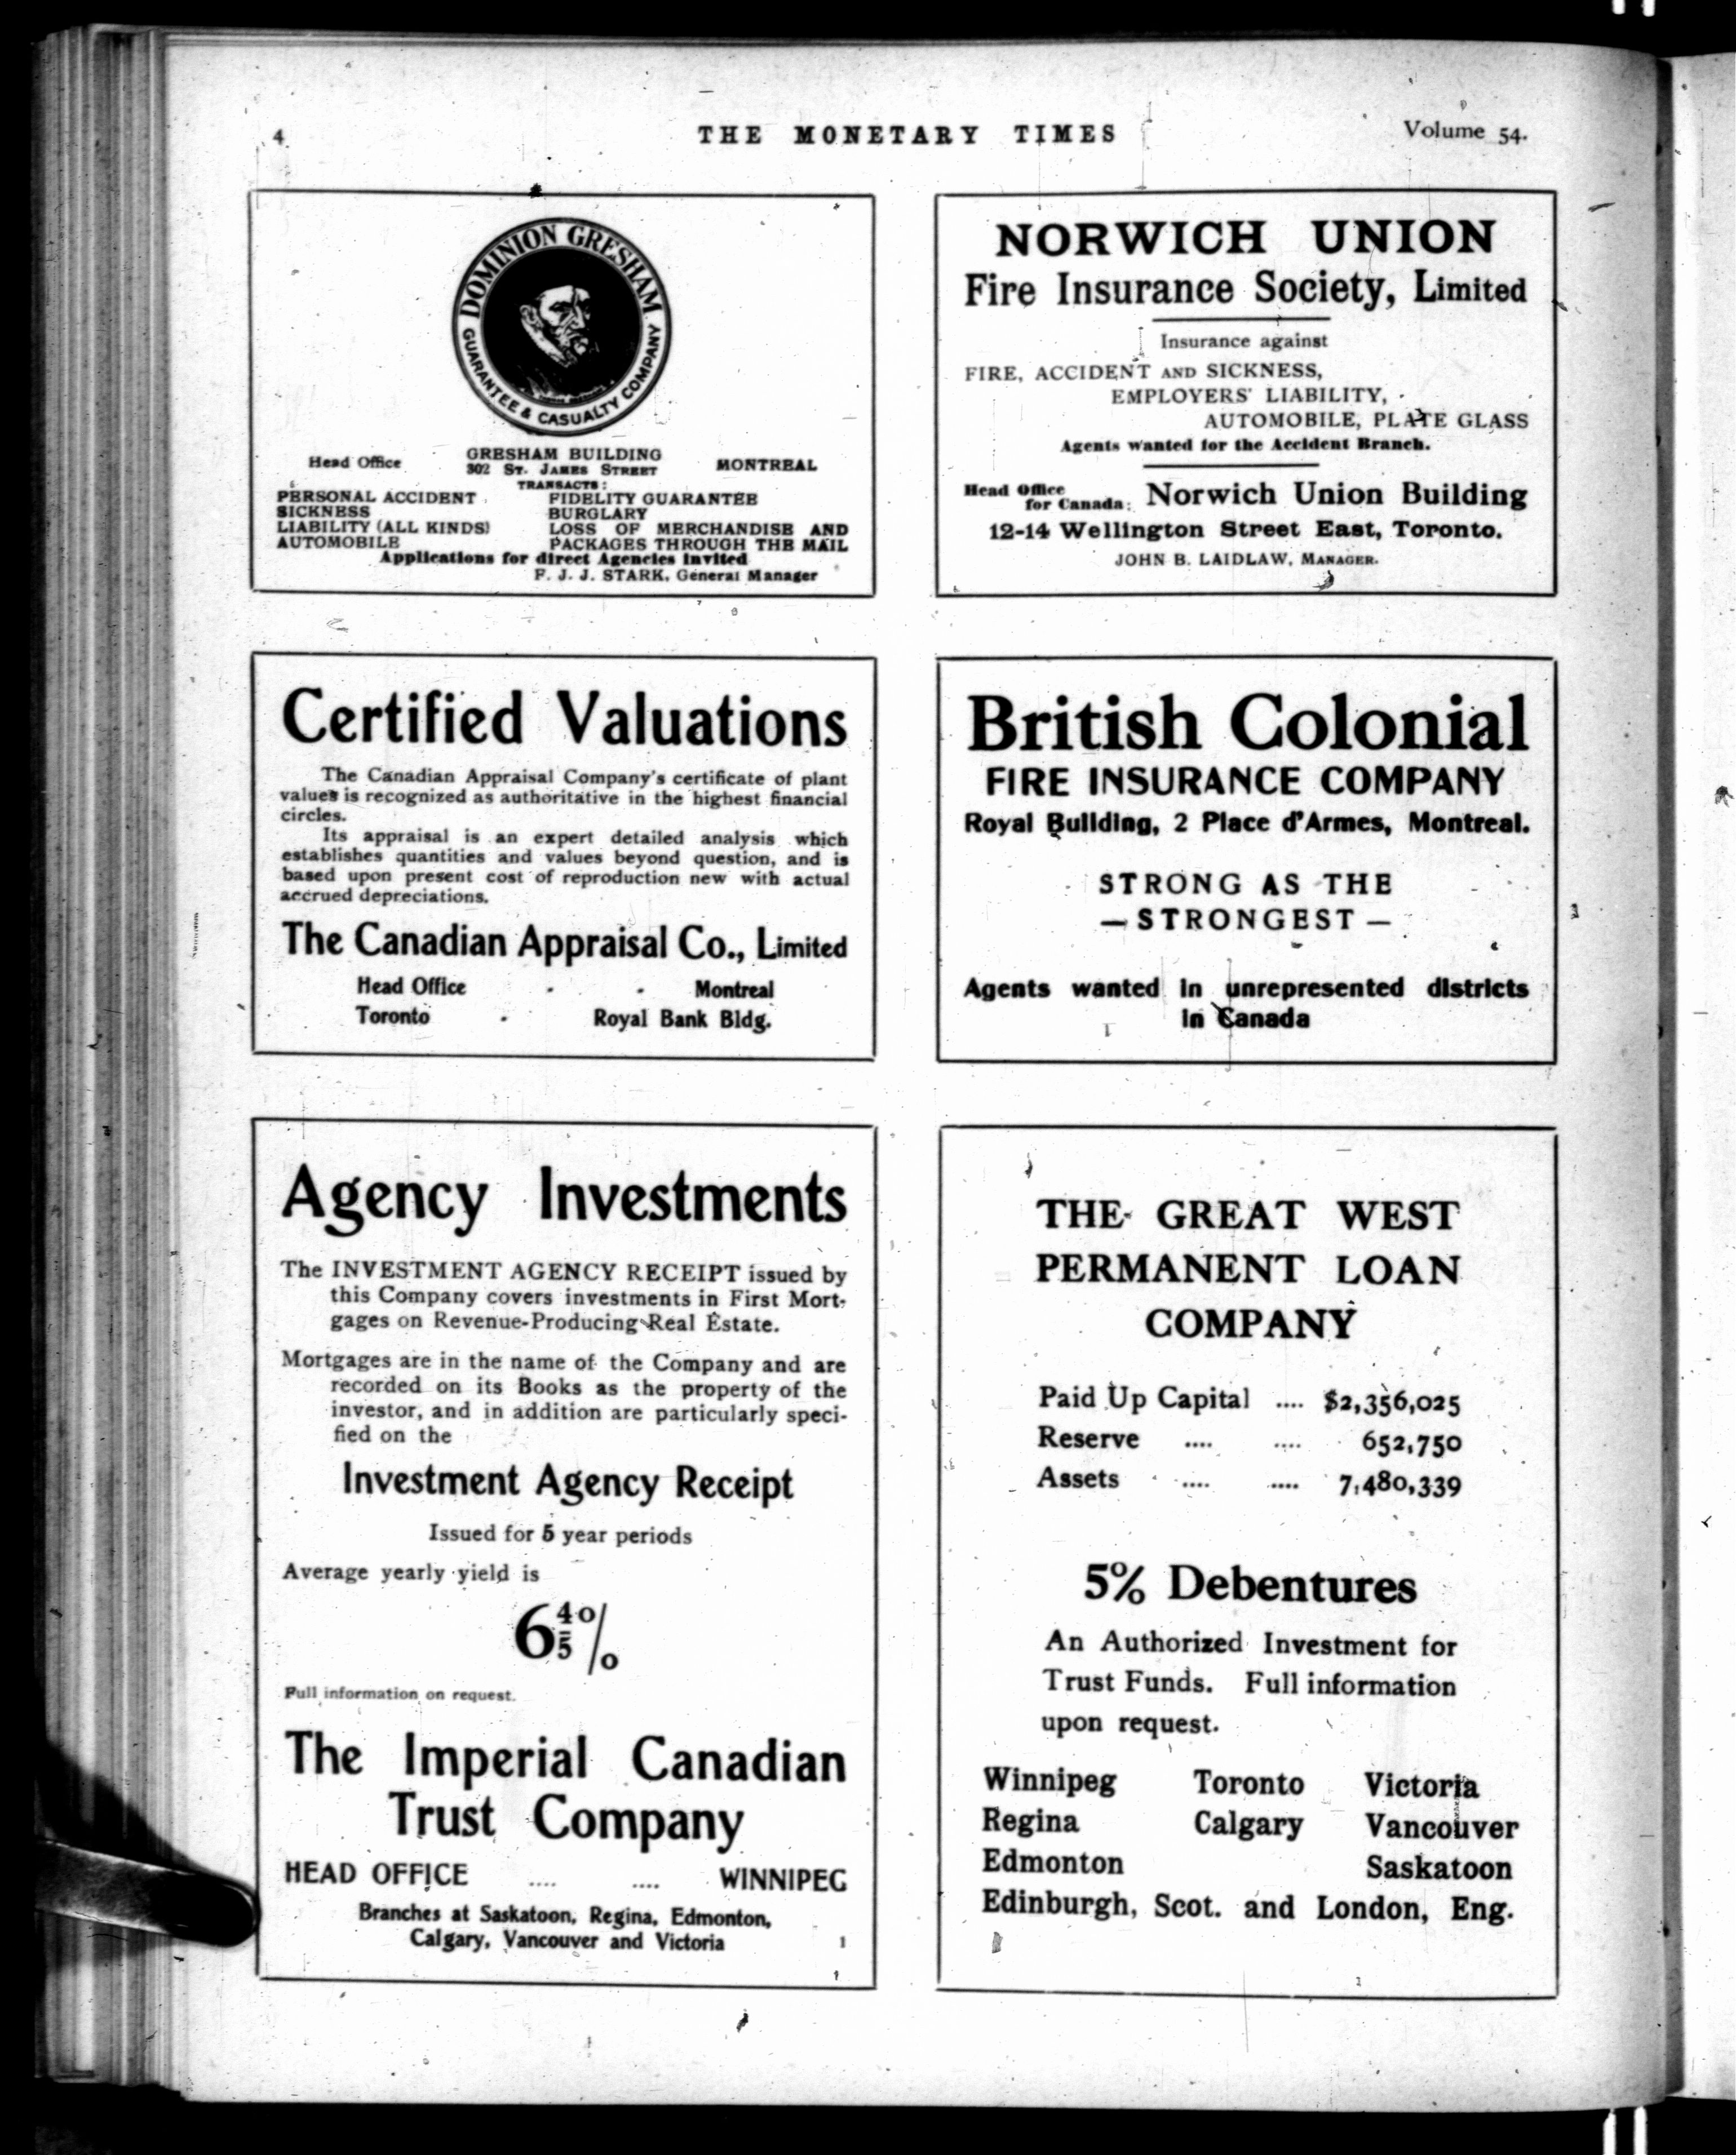 4
THE MONETARY TIMES
Volume 54.
DOMINION GRESHAM
GUARANTEE & CASUALTY COMPANY
Head Office GRESHAM BUILDING
302 ST. JAMES STREET MONTREAL
TRANSACTS:
PERSONAL ACCIDENT FIDELITY GUARANTEE
SICKNESS BURGLARY
LIABILITY (ALL KINDS) LOSS OF MERCHANDISE AND
AUTOMOBILE PACKAGES THROUGH THE MAIL
Applications for direct Agencies invited
F. J. J. STARK, General Manager
NORWICH UNION
Fire Insurance Society, Limited
Insurance against
FIRE, ACCIDENT AND SICKNESS,
EMPLOYERS' LIABILITY,
AUTOMOBILE, PLATE GLASS
Agents wanted for the Accident Branch.
Head Office
for Canada: Norwich Union Building
12-14 Wellington Street East, Toronto.
JOHN B. LAIDLAW, MANAGER.
Certified Valuations
The Canadian Appraisal Company's certificate of plant
values is recognized as authoritative in the highest financial
circles.
Its appraisal is an expert detailed analysis which
establishes quantities and values beyond question, and is
based upon present cost of reproduction new with actual
accrued depreciations.
The Canadian Appraisal Co., Limited
Head Office - - Montreal
Toronto - Royal Bank Bldg.
British Colonial
FIRE INSURANCE COMPANY
Royal Building, 2 Place d'Armes, Montreal.
STRONG AS THE
— STRONGEST —
Agents wanted in unrepresented districts
in Canada
Agency Investments
The INVESTMENT AGENCY RECEIPT issued by
this Company covers investments in First Mort-
gages on Revenue-Producing Real Estate.
Mortgages are in the name of the Company and are
recorded on its Books as the property of the
investor, and in addition are particularly speci-
fied on the
Investment Agency Receipt
Issued for 5 year periods
Average yearly yield is
6 4/5 %
Full information on request.
The Imperial Canadian
Trust Company
HEAD OFFICE .... .... WINNIPEG
Branches at Saskatoon, Regina, Edmonton,
Calgary, Vancouver and Victoria
THE GREAT WEST
PERMANENT LOAN
COMPANY
Paid Up Capital .... $2,356,025
Reserve .... .... 652,750
Assets .... .... 7,480,339
5% Debentures
An Authorized Investment for
Trust Funds. Full information
upon request.
Winnipeg Toronto Victoria
Regina Calgary Vancouver
Edmonton Saskatoon
Edinburgh, Scot. and London, Eng.